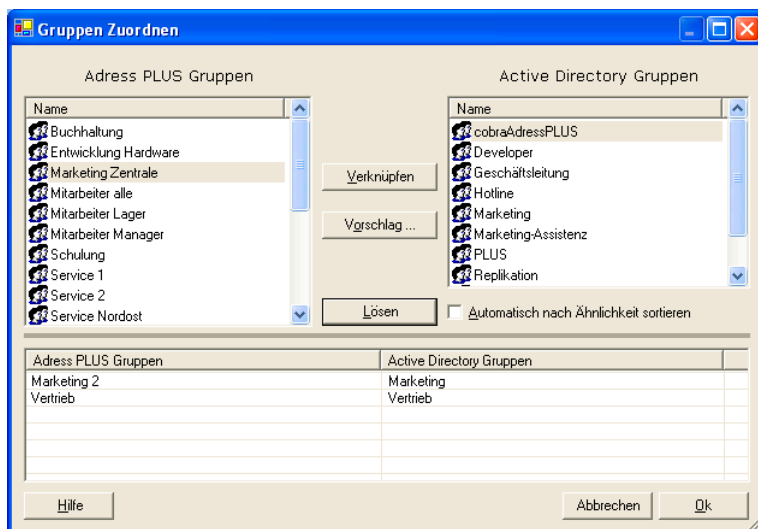 Gruppen Zuordnen
Adress PLUS Gruppen
Name
Buchhaltung
Entwicklung Hardware
Marketing Zentrale
Mitarbeiter alle
Mitarbeiter Lager
Mitarbeiter Manager
Schulung
Service 1
Service 2
Service Nordost
Verknüpfen
Vorschlag ...
Lösen
Active Directory Gruppen
Name
cobraAdressPLUS
Developer
Geschäftsleitung
Hotline
Marketing
Marketing-Assistenz
PLUS
Replikation
Automatisch nach Ähnlichkeit sortieren
Adress PLUS Gruppen Active Directory Gruppen
Marketing 2 Marketing
Vertrieb Vertrieb
Hilfe Abbrechen Ok